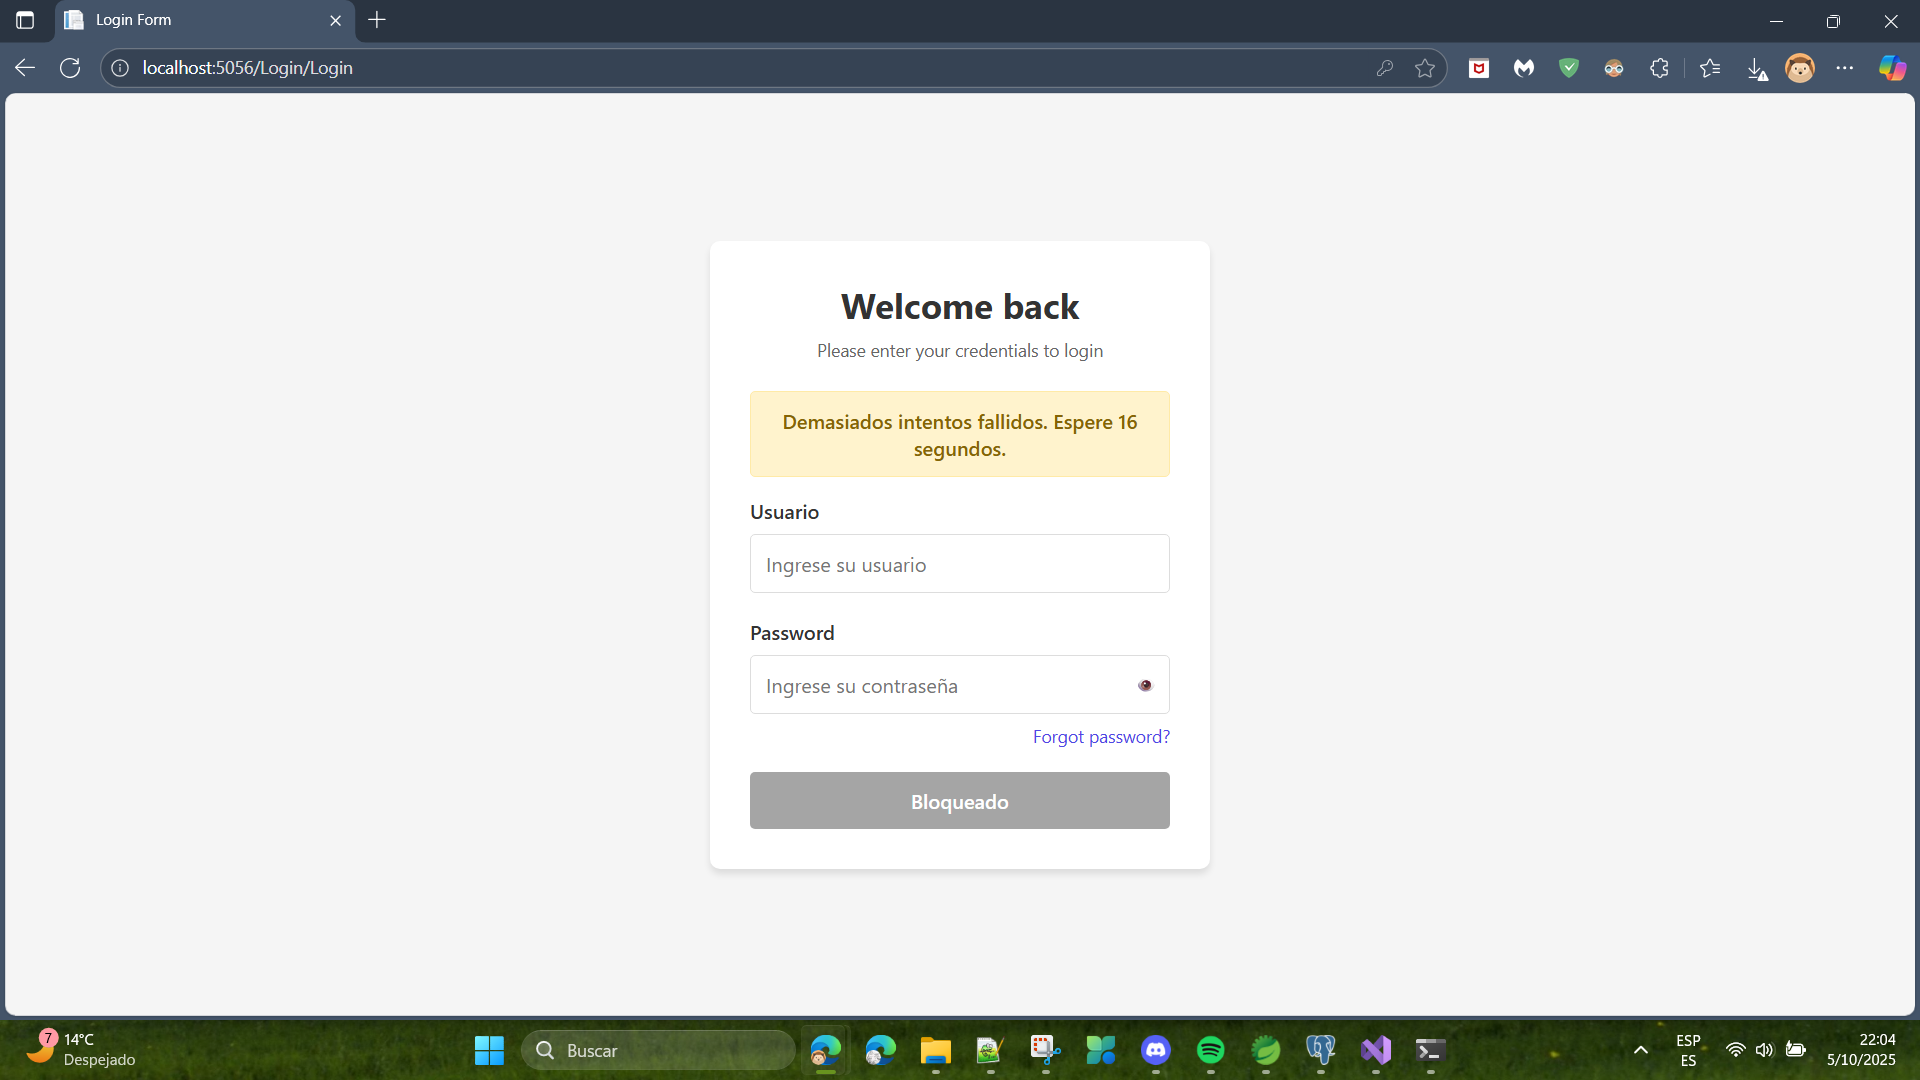 Login Form
localhost:5056/Login/Login
Welcome back
Please enter your credentials to login
Demasiados intentos fallidos. Espere 16
segundos.
Usuario
Ingrese su usuario
Password
Ingrese su contraseña
Forgot password?
Bloqueado
7
14°C
Despejado
Buscar
ESP
ES
22:04
5/10/2025